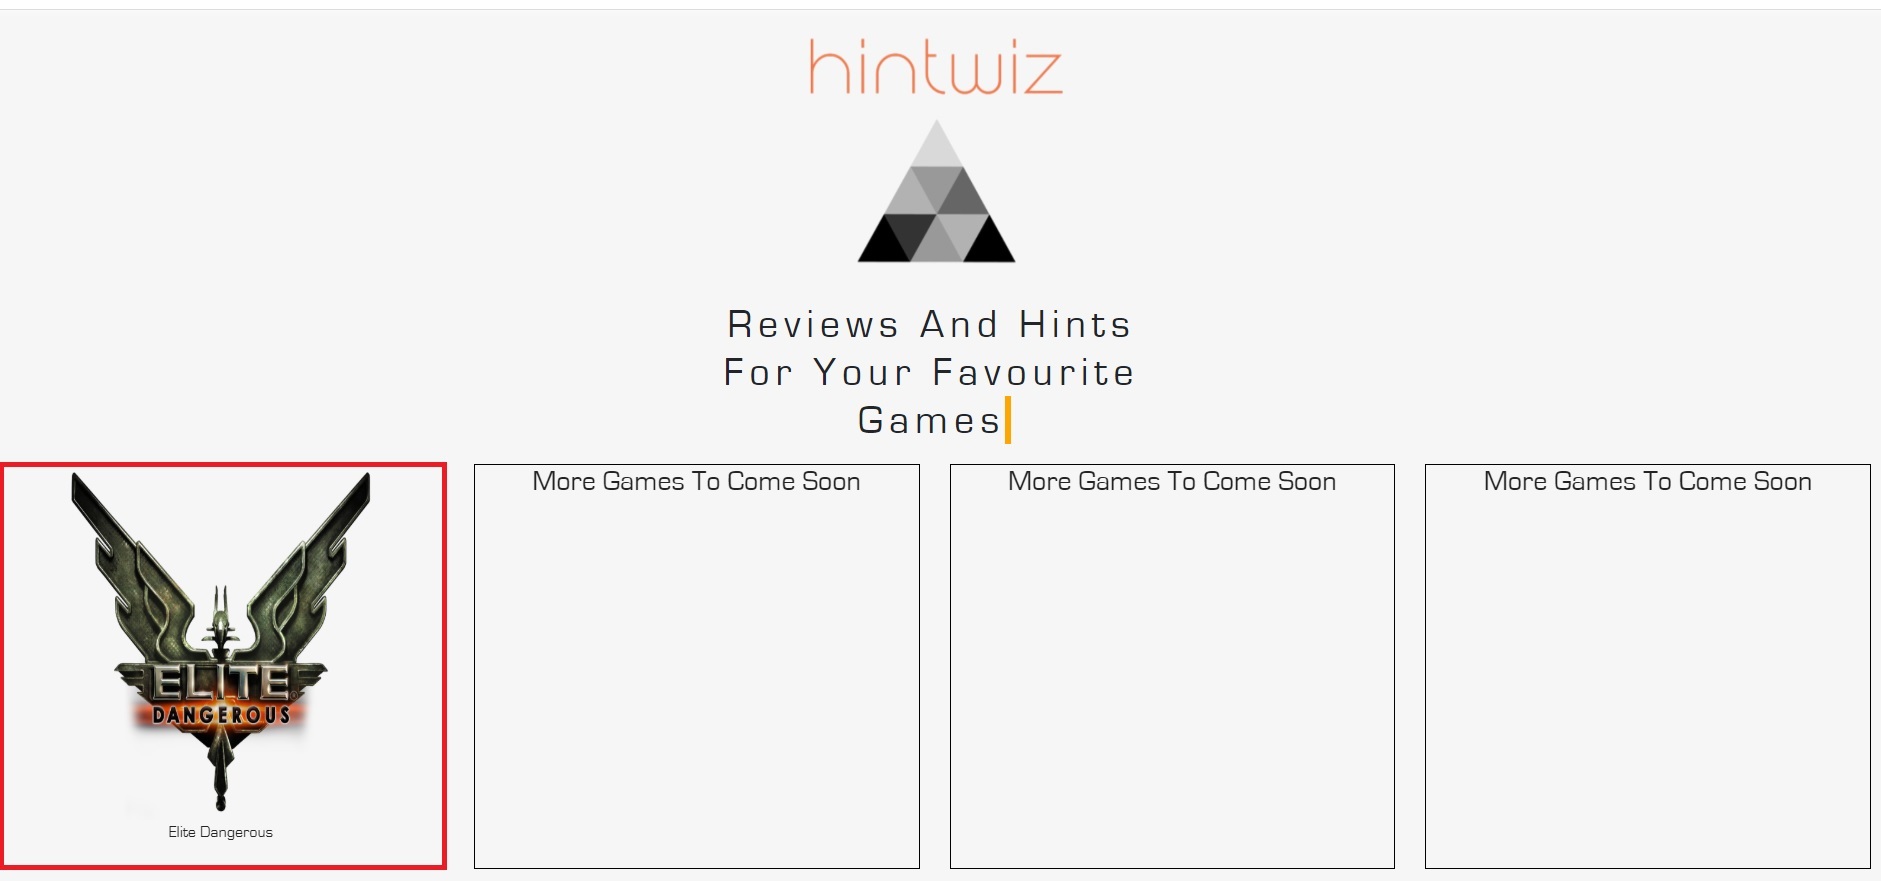 hintwiz
Reviews And Hints
For Your Favourite
Games
ELITE
DANGEROUS
Elite Dangerous
More Games To Come Soon
More Games To Come Soon
More Games To Come Soon